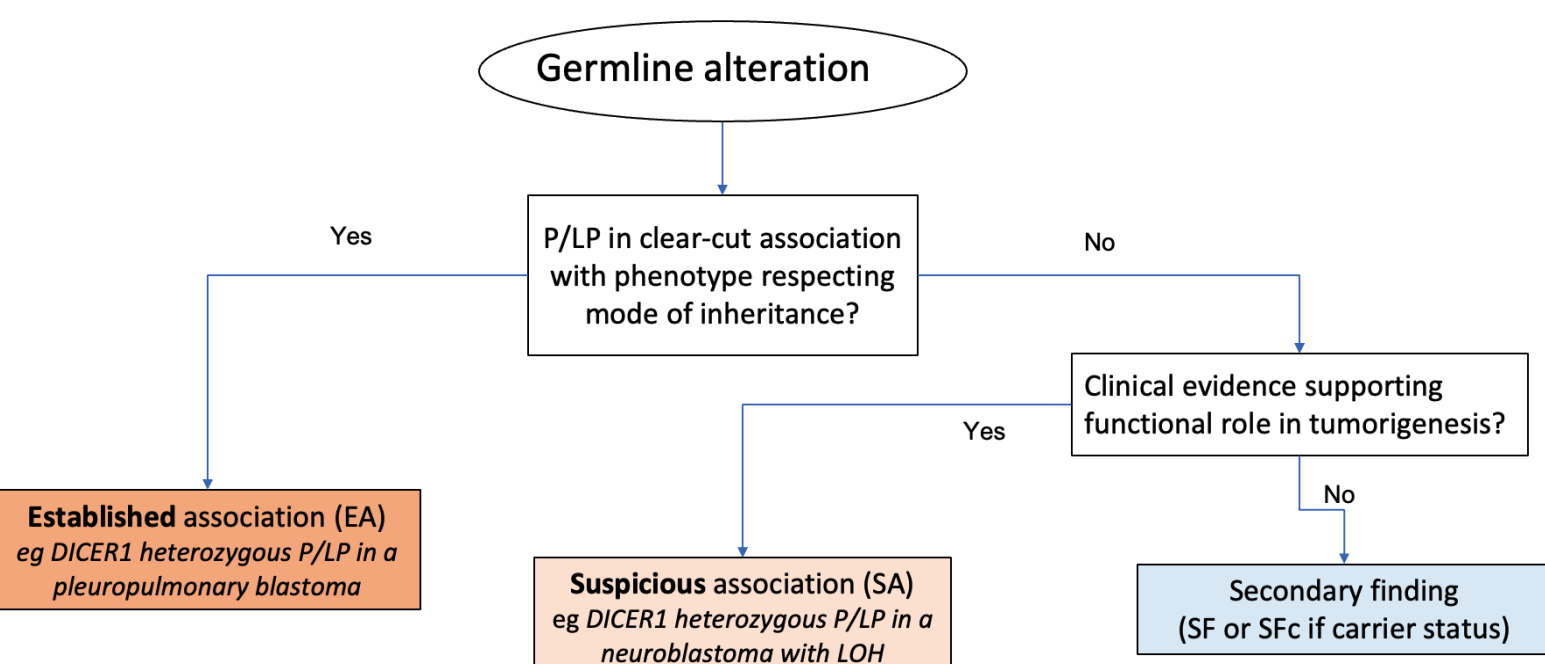 Germline alteration
Yes
P/LP in clear-cut association
with phenotype respecting
mode of inheritance?
No
Clinical evidence supporting
functional role in tumorigenesis?
Yes
No
Established association (EA)
eg DICER1 heterozygous P/LP in a
pleuropulmonary blastoma
Suspicious association (SA)
eg DICER1 heterozygous P/LP in a
neuroblastoma with LOH
Secondary finding
(SF or SFc if carrier status)